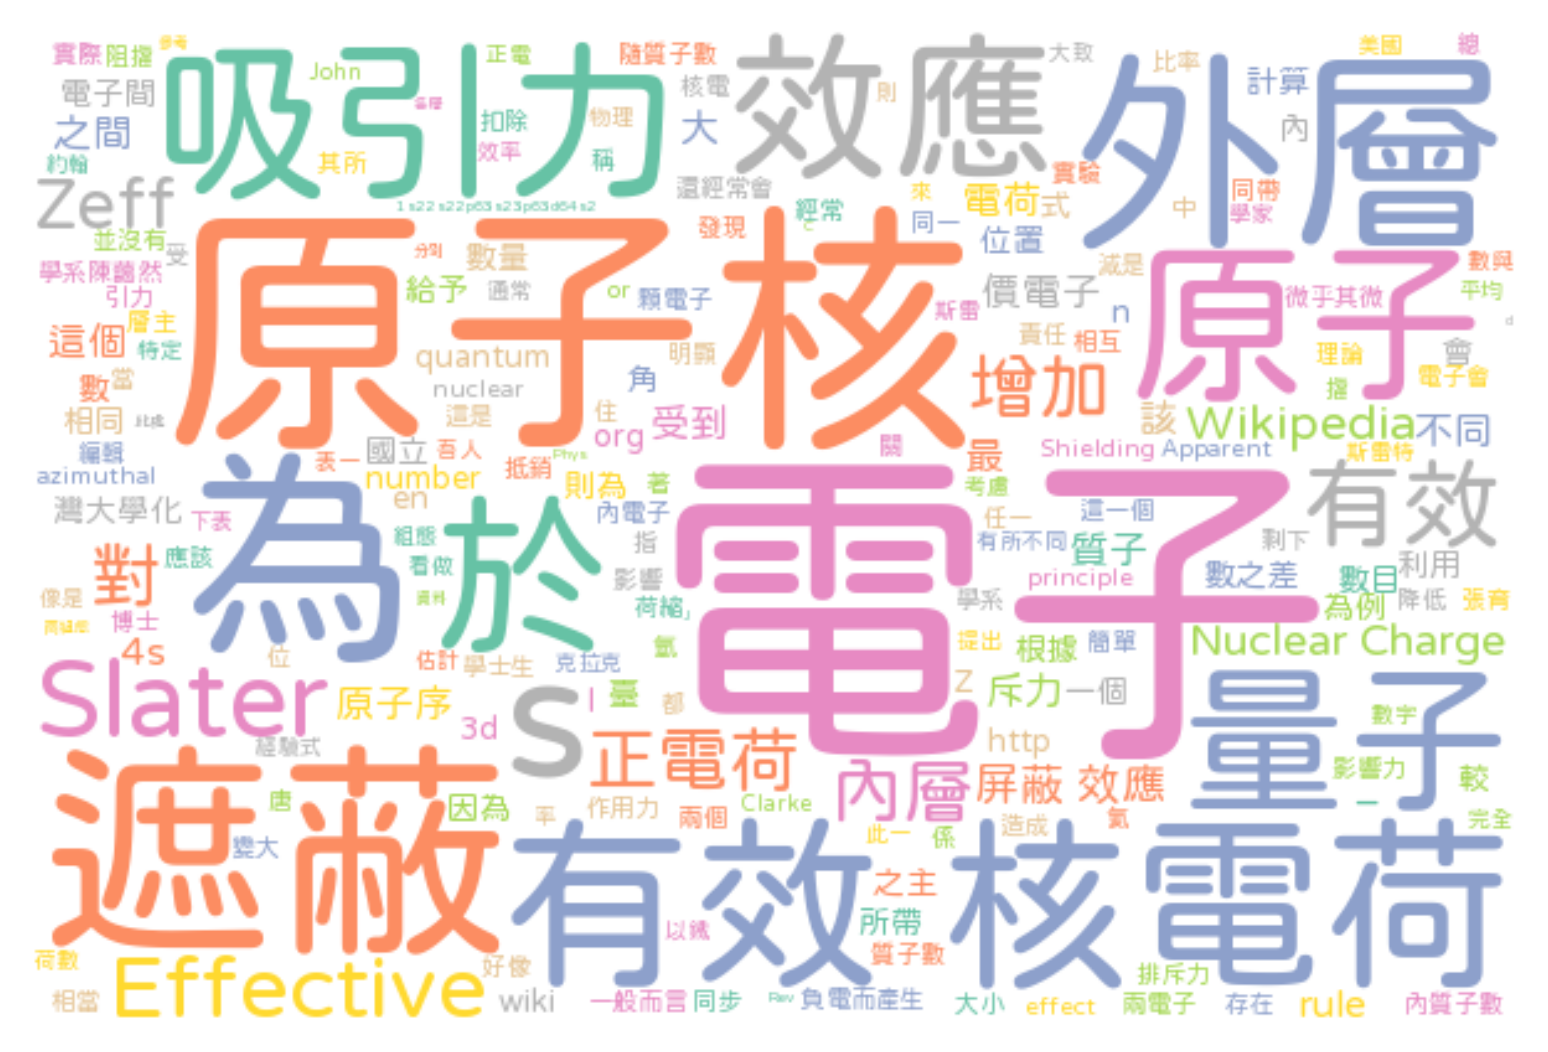 實際 阻擋 參考 正電 隨質子數 大致 比率 美國 總
電子間 John 吸引力 核電 效應 則 外層 計算
之間 扣除 物理 大 內
約翰 其所 效率 稱 還經常會 來 實驗 同帶
Zeff 1s22s22p63s23p63d64s2 經常 電荷 式 中 學家
並沒有 受 發現 同一 位置
學系陳藹然 分別 數量 減是 數與
引力 原子核 給予 通常 or 顆電子 斯雷 價電子 n 原子 微乎其微 平均 d
這個 層主 特定 quantum 明顯 責任 相互 理論 會
數 當 nuclear 角 增加 擋 電子會
相同 這是 住 受到 該 Wikipedia 不同
編輯 表一 國立 吾人 org 關 最 Shielding Apparent 斯雷特
azimuthal number 抵銷 Phys 則為 著 考慮
灣大學化 下表 為 en 於 內電子 電子 任一 這一個 有效
對 應該 組態 指 有所不同 質子 剩下
像是 看做 影響 principle 數之差 數目 利用
博士 資料 荷縮」 學系 為例 降低 張育
4s 位 估計 學士生 克拉克 氫 提出 根據 簡單 Nuclear Charge
Slater 原子序 S l 臺 都 Z 斥力 一個
經驗式 3d 正電荷 http 量子 數字
遮蔽 唐 因為 率 作用力 兩個 內層 Clarke 屏蔽 效應 影響力 較
變大 有效核電荷 此一 係 造成 氦 一 完全
之主
以鐵 所帶
荷數 Effective 好像 質子數 排斥力
相當 wiki 一般而言 同步 Rev 負電而產生 大小 effect 兩電子 存在 rule 內質子數